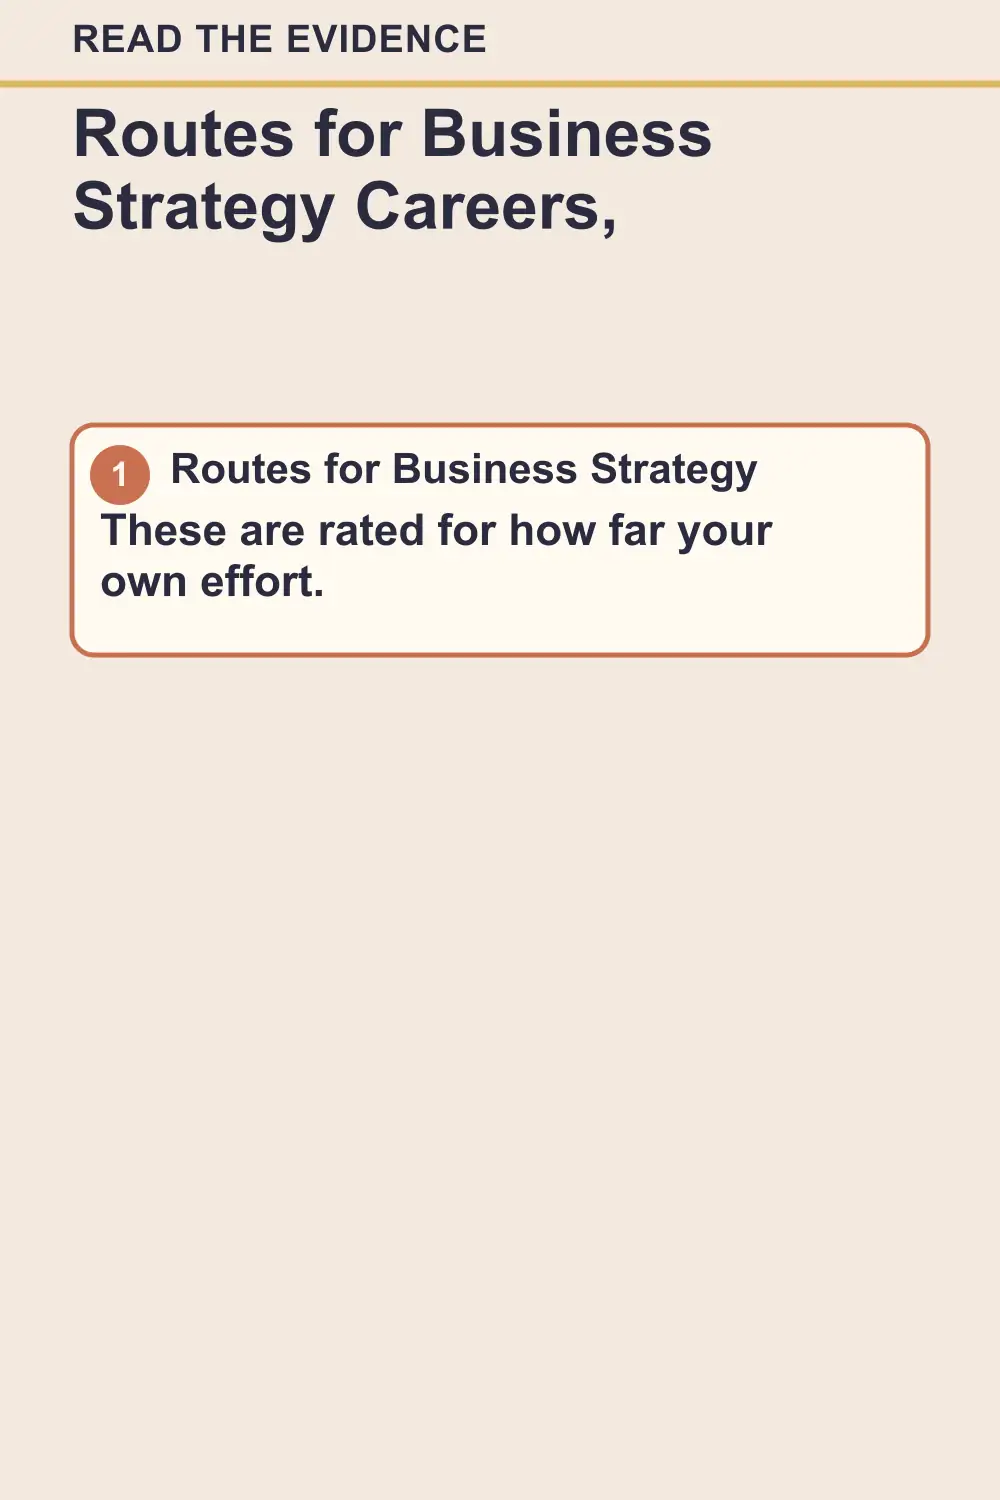 READ THE EVIDENCE
Routes for Business
Strategy Careers,
1 Routes for Business Strategy
These are rated for how far your
own effort.